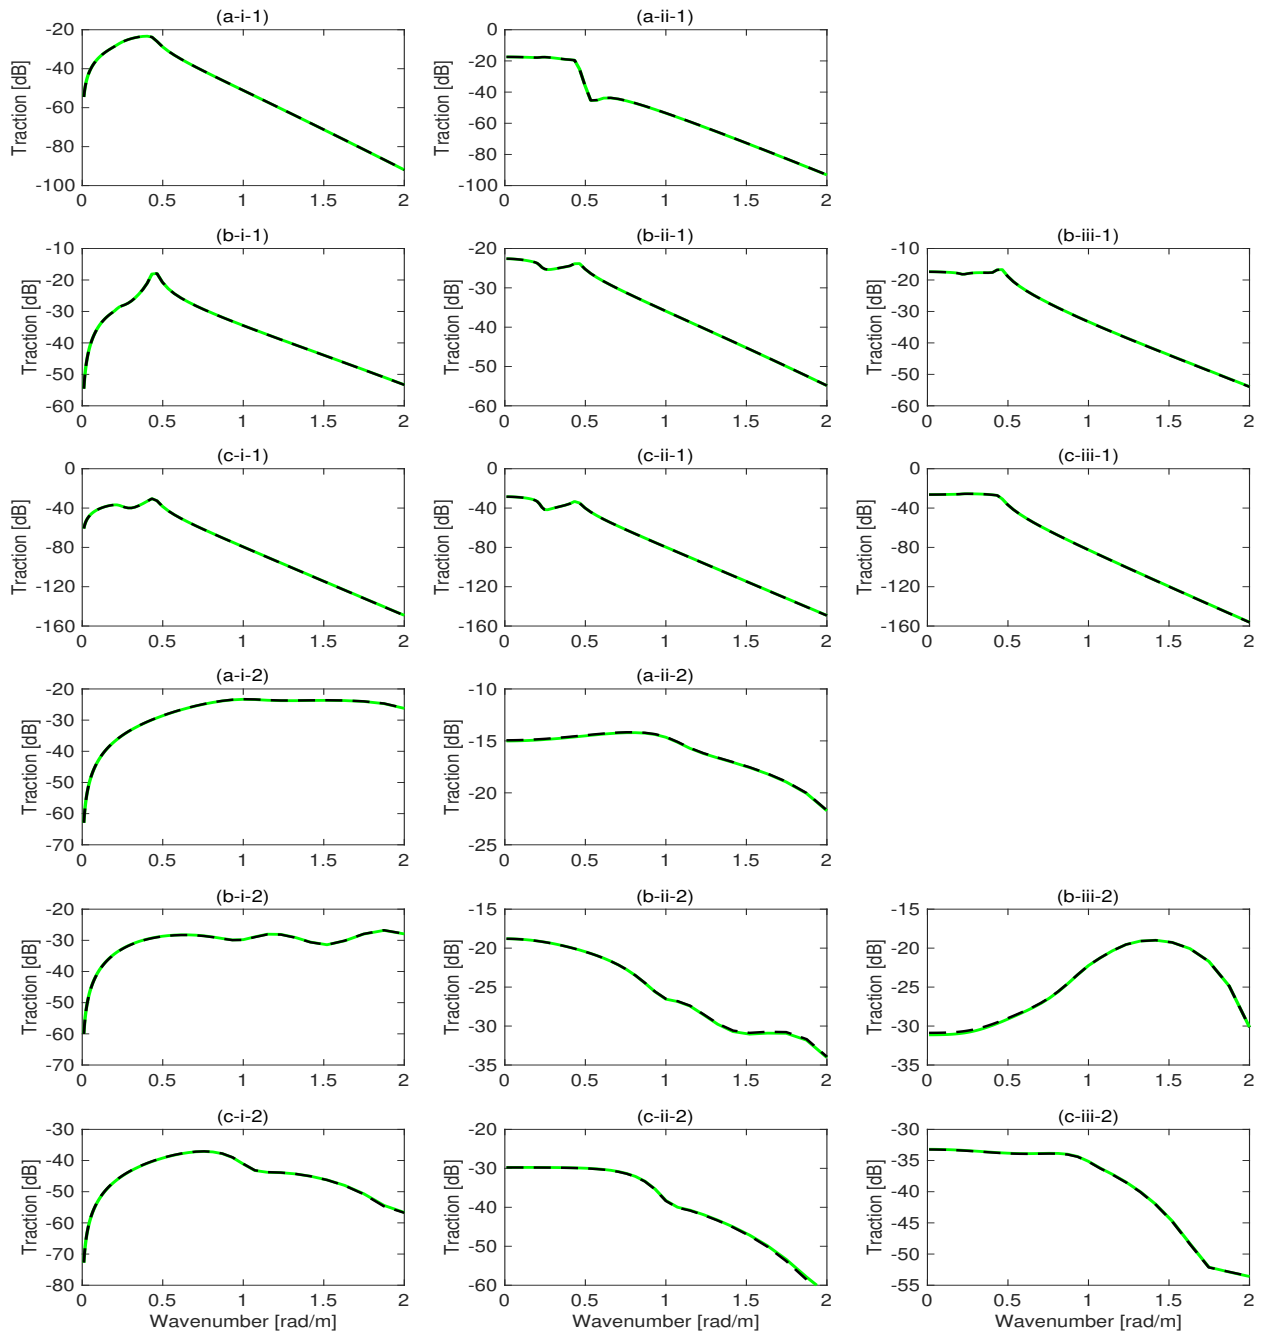 (a-i-1)
Traction [dB]
-20
-40
-60
-80
-100
0 0.5 1 1.5 2
(a-ii-1)
Traction [dB]
0
-20
-40
-60
-80
-100
0 0.5 1 1.5 2
(b-i-1)
Traction [dB]
-10
-20
-30
-40
-50
-60
0 0.5 1 1.5 2
(b-ii-1)
Traction [dB]
-20
-30
-40
-50
-60
0 0.5 1 1.5 2
(b-iii-1)
Traction [dB]
-10
-20
-30
-40
-50
-60
0 0.5 1 1.5 2
(c-i-1)
Traction [dB]
0
-40
-80
-120
-160
0 0.5 1 1.5 2
(c-ii-1)
Traction [dB]
0
-40
-80
-120
-160
0 0.5 1 1.5 2
(c-iii-1)
Traction [dB]
0
-40
-80
-120
-160
0 0.5 1 1.5 2
(a-i-2)
Traction [dB]
-20
-30
-40
-50
-60
-70
0 0.5 1 1.5 2
(a-ii-2)
Traction [dB]
-10
-15
-20
-25
0 0.5 1 1.5 2
(b-i-2)
Traction [dB]
-20
-30
-40
-50
-60
-70
0 0.5 1 1.5 2
(b-ii-2)
Traction [dB]
-15
-20
-25
-30
-35
0 0.5 1 1.5 2
(b-iii-2)
Traction [dB]
-15
-20
-25
-30
-35
0 0.5 1 1.5 2
(c-i-2)
Traction [dB]
-30
-40
-50
-60
-70
-80
0 0.5 1 1.5 2
Wavenumber [rad/m]
(c-ii-2)
Traction [dB]
-20
-30
-40
-50
-60
0 0.5 1 1.5 2
Wavenumber [rad/m]
(c-iii-2)
Traction [dB]
-30
-35
-40
-45
-50
-55
0 0.5 1 1.5 2
Wavenumber [rad/m]